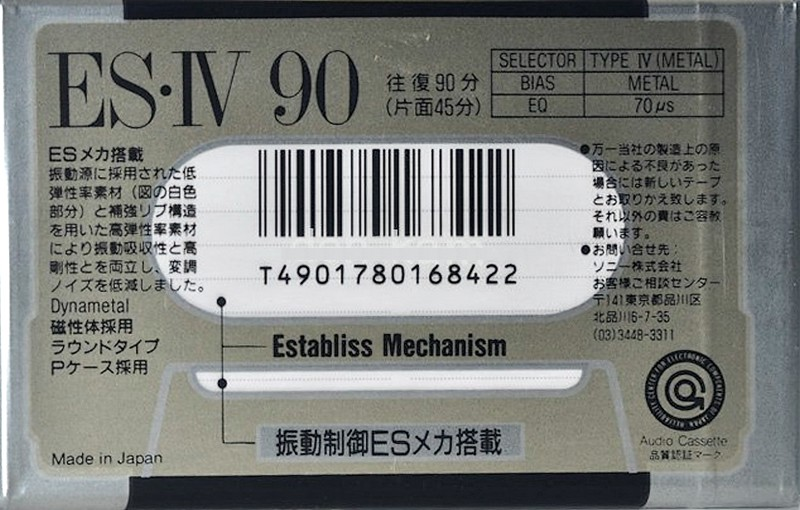 ES・IV 90
往復90分
(片面45分)
SELECTOR TYPE IV (METAL)
BIAS METAL
EQ 70μs
ESメカ搭載
振動源に採用された低
弾性率素材（図の白色
部分）と補強リブ構造
を用いた高弾性率素材
により振動吸収性と高
剛性とを両立し、変調
ノイズを低減しました。
Dynametal
磁性体採用
ラウンドタイプ
Pケース採用
T4901780168422
Establiss Mechanism
振動制御ESメカ搭載
●万一当社の製造上の原
因による不良があった
場合には新しいテープ
とお取りかえ致します。
それ以外の責はご容赦
願います。
●お問い合せ先：
ソニー株式会社
お客様ご相談センター
〒141東京都品川区
北品川6-7-35
(03)3448-3311
RELIABILITY CENTER FOR ELECTRONIC COMPONENTS OF JAPAN
Audio Cassette
品質認証マーク
Made in Japan